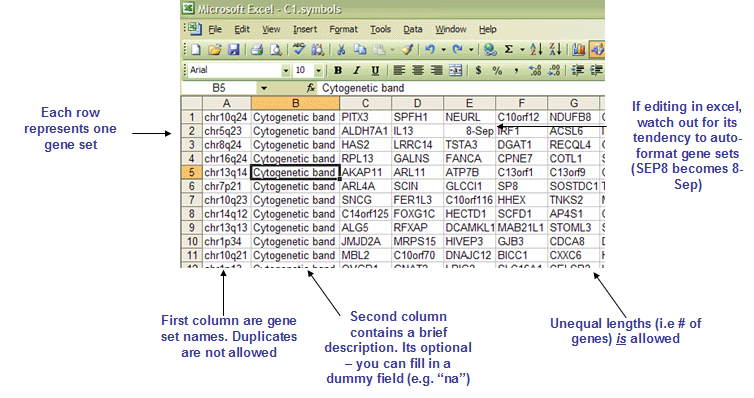 Microsoft Excel - C1.symbols
File Edit View Insert Format Tools Data Window Help
Arial 10 B I U $ % , .00
B5 fx Cytogenetic band
A B C D E F G
1 chr10q24 Cytogenetic band PITX3 SPFH1 NEURL C10orf12 NDUFB8
2 chr5q23 Cytogenetic band ALDH7A1 IL13 8-Sep IRF1 ACSL6
3 chr8q24 Cytogenetic band HAS2 LRRC14 TSTA3 DGAT1 RECQL4
4 chr16q24 Cytogenetic band RPL13 GALNS FANCA CPNE7 COTL1
5 chr13q14 Cytogenetic band AKAP11 ARL11 ATP7B C13orf1 C13orf9
6 chr7p21 Cytogenetic band ARL4A SCIN GLCCI1 SP8 SOSTDC1
7 chr10q23 Cytogenetic band SNCG FER1L3 C10orf116 HHEX TNKS2
8 chr14q12 Cytogenetic band C14orf125 FOXG1C HECTD1 SCFD1 AP4S1
9 chr13q13 Cytogenetic band ALG5 RFXAP DCAMKL1 MAB21L1 STOML3
10 chr1p34 Cytogenetic band JMJD2A MRPS15 HIVEP3 GJB3 CDCA8
11 chr10q21 Cytogenetic band MBL2 C10orf70 DNAJC12 BICC1 CXXC6
Each row
represents one
gene set
If editing in excel,
watch out for its
tendency to auto-
format gene sets
(SEP8 becomes 8-
Sep)
First column are gene
set names. Duplicates
are not allowed
Second column
contains a brief
description. Its optional
– you can fill in a
dummy field (e.g. “na”)
Unequal lengths (i.e # of
genes) is allowed